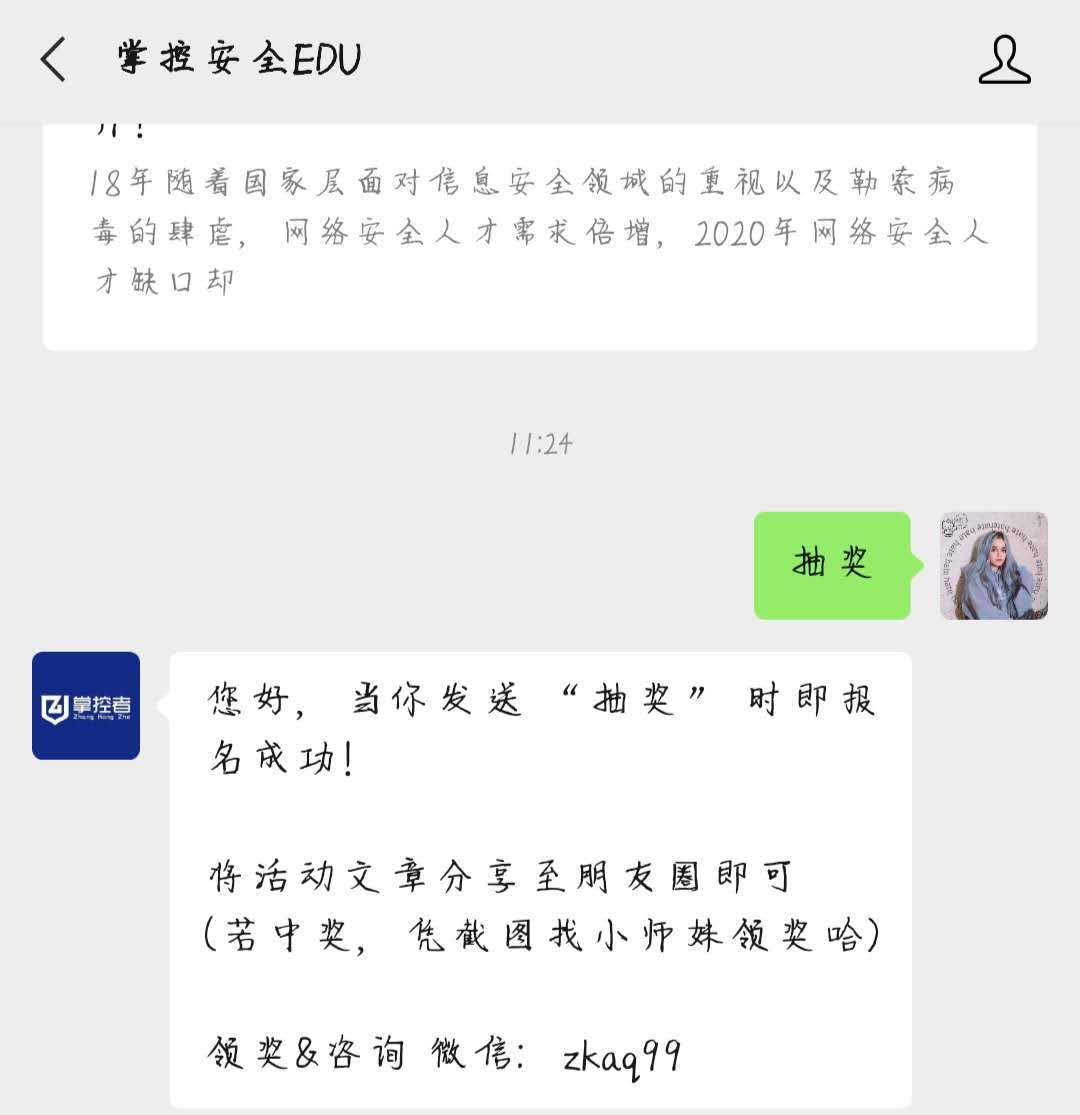 掌控安全EDU
18年随着国家层面对信息安全领域的重视以及勒索病
毒的肆虐，网络安全人才需求倍增，2020年网络安全人
才缺口却
11:24
抽奖
掌控者
Zhang Kong Zhe
您好，当你发送“抽奖”时即报
名成功！
将活动文章分享至朋友圈即可
(若中奖，凭截图找小师妹领奖哈)
领奖&咨询 微信：zkaq99